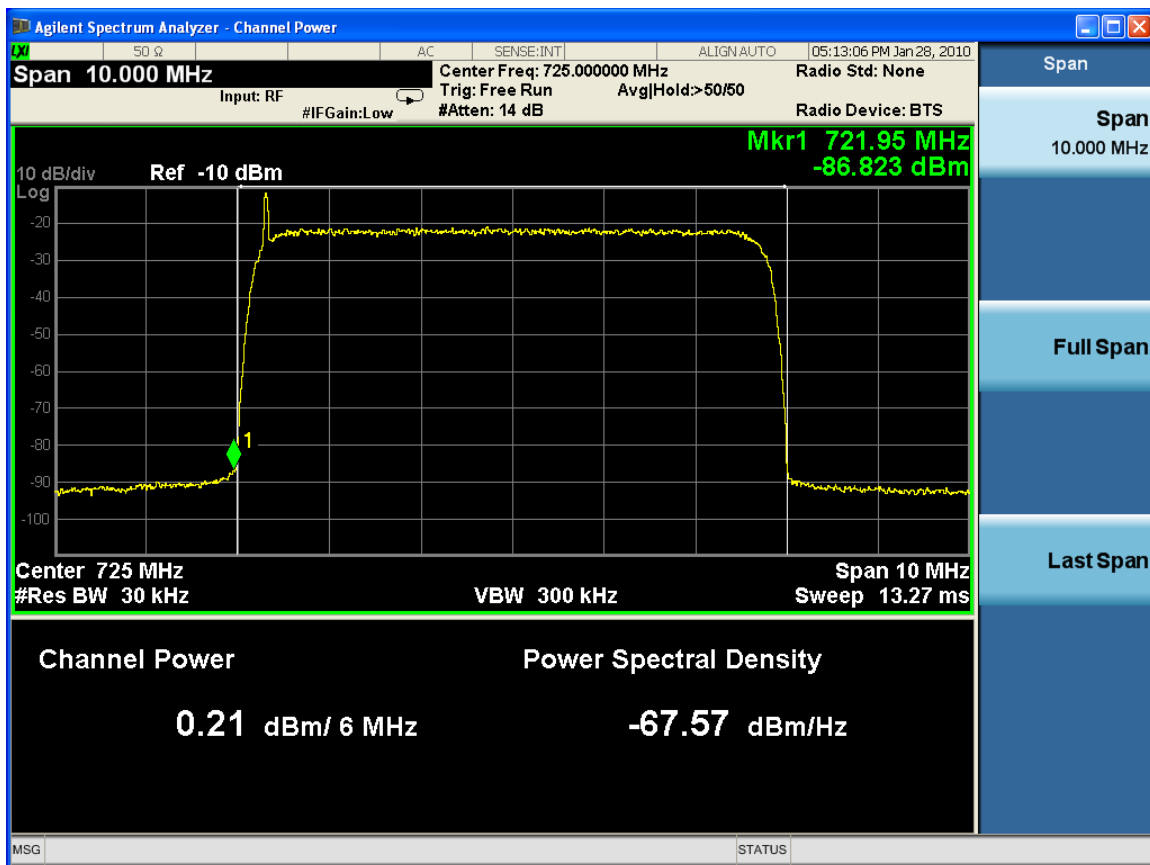 Agilent Spectrum Analyzer - Channel Power
LXI 50 Ω AC SENSE:INT ALIGN AUTO 05:13:06 PM Jan 28, 2010
Span 10.000 MHz
Input: RF
#IFGain:Low
Center Freq: 725.000000 MHz
Trig: Free Run Avg|Hold:>50/50
#Atten: 14 dB
Radio Std: None
Radio Device: BTS
Mkr1 721.95 MHz
-86.823 dBm
10 dB/div Ref -10 dBm
Log
-20
-30
-40
-50
-60
-70
-80
-90
-100
1
Center 725 MHz Span 10 MHz
#Res BW 30 kHz VBW 300 kHz Sweep 13.27 ms
Channel Power Power Spectral Density
0.21 dBm/ 6 MHz -67.57 dBm/Hz
Span
Span
10.000 MHz
Full Span
Last Span
MSG STATUS